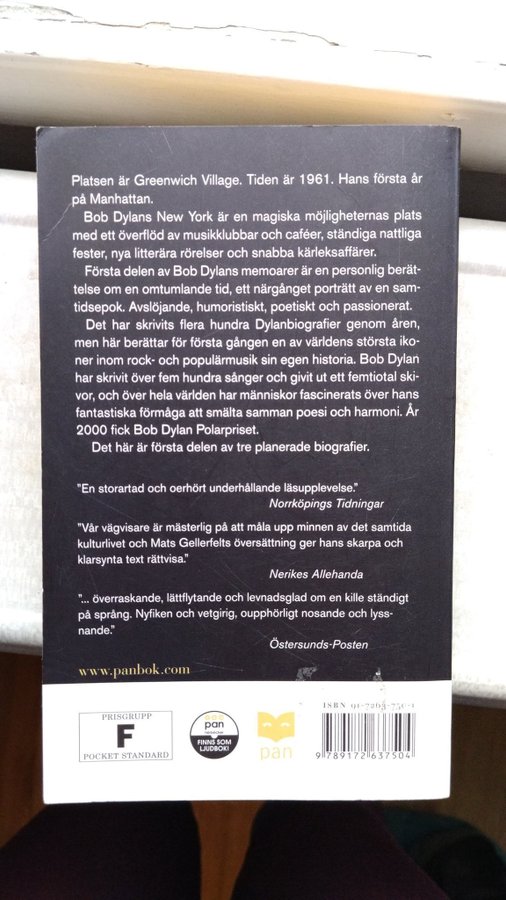 Platsen är Greenwich Village. Tiden är 1961. Hans första år
på Manhattan.
Bob Dylans New York är en magiska möjligheternas plats
med ett överflöd av musikklubbar och caféer, ständiga nattliga
fester, nya litterära rörelser och snabba kärleksaffärer.
Första delen av Bob Dylans memoarer är en personlig berät-
telse om en omtumlande tid, ett närgånget porträtt av en sam-
tidsepok. Avslöjande, humoristiskt, poetiskt och passionerat.
Det har skrivits flera hundra Dylanbiografier genom åren,
men här berättar för första gången en av världens största iko-
ner inom rock- och populärmusik sin egen historia. Bob Dylan
har skrivit över fem hundra sånger och givit ut ett femtiotal ski-
vor, och över hela världen har människor fascinerats över hans
fantastiska förmåga att smälta samman poesi och harmoni. År
2000 fick Bob Dylan Polarpriset.
Det här är första delen av tre planerade biografier.
"En storartad och oerhört underhållande läsupplevelse."
Norrköpings Tidningar
"Vår vägvisare är mästerlig på att måla upp minnen av det samtida
kulturlivet och Mats Gellerfelts översättning ger hans skarpa och
klarsynta text rättvisa."
Nerikes Allehanda
"... överraskande, lättflytande och levnadsglad om en kille ständigt
på språng. Nyfiken och vetgirig, oupphörligt nosande och lyss-
nande."
Östersunds-Posten
www.panbok.com
PRISGRUPP
F
POCKET STANDARD
pan
FINNS SOM
LJUDBOK!
pan
ISBN 91-7263-750-1
9 789172 637504